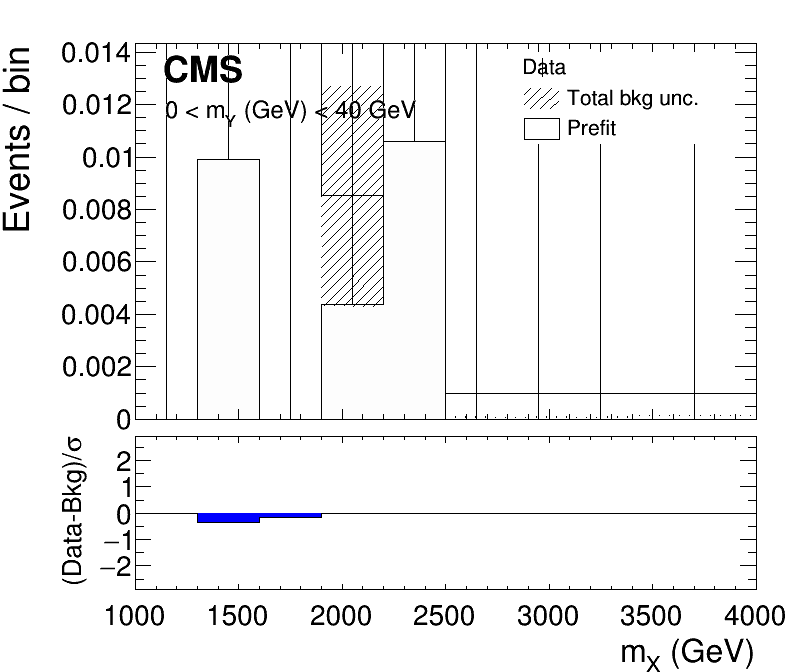 Events / bin
0.014
0.012
0.01
0.008
0.006
0.004
0.002
0
CMS
0 < mY (GeV) < 40 GeV
Data
Total bkg unc.
Prefit
(Data-Bkg)/σ
2
1
0
−1
−2
1000 1500 2000 2500 3000 3500 4000
mX (GeV)